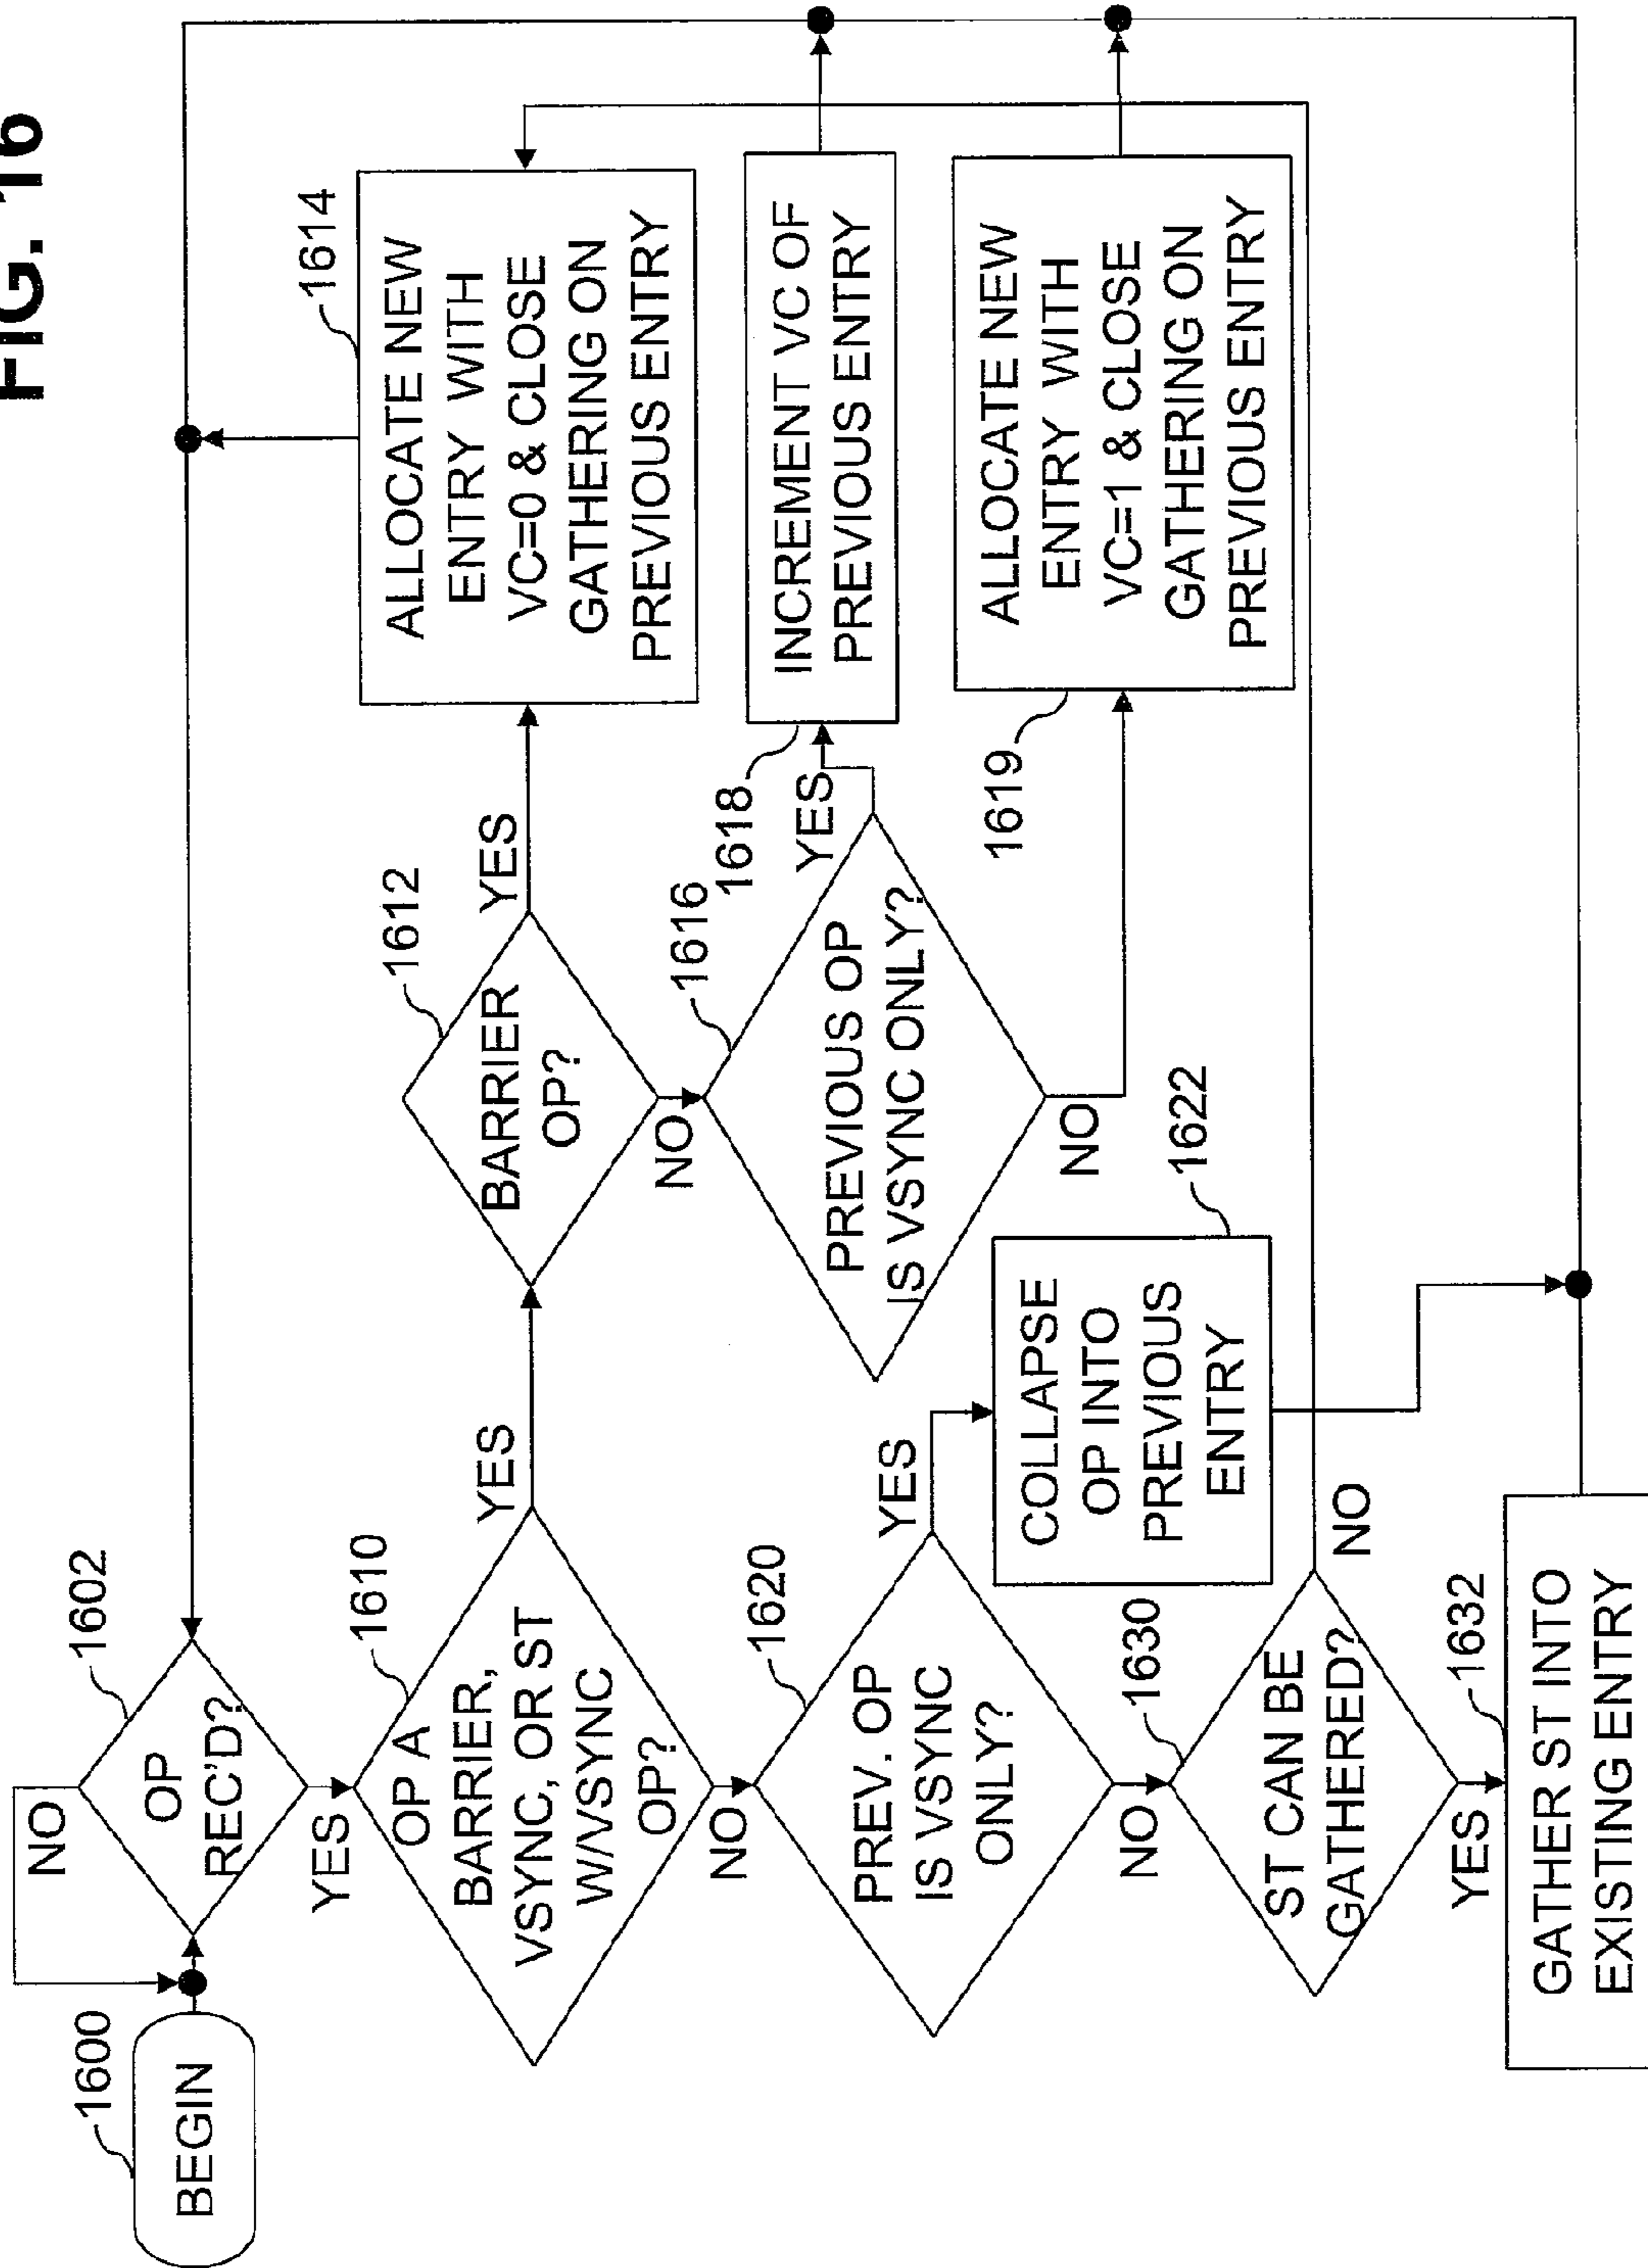 FIG. 16
1600
BEGIN
1602
OP
REC'D?
NO
YES
1610
OP A
BARRIER,
VSYNC, OR ST
W/VSYNC
OP?
YES
NO
1612
BARRIER
OP?
YES
NO
1614
ALLOCATE NEW
ENTRY WITH
VC=0 & CLOSE
GATHERING ON
PREVIOUS ENTRY
1616
PREVIOUS OP
IS VSYNC ONLY?
YES
NO
1618
INCREMENT VC OF
PREVIOUS ENTRY
1619
ALLOCATE NEW
ENTRY WITH
VC=1 & CLOSE
GATHERING ON
PREVIOUS ENTRY
1620
PREV. OP
IS VSYNC
ONLY?
YES
NO
1622
COLLAPSE
OP INTO
PREVIOUS
ENTRY
1630
ST CAN BE
GATHERED?
NO
YES
1632
GATHER ST INTO
EXISTING ENTRY